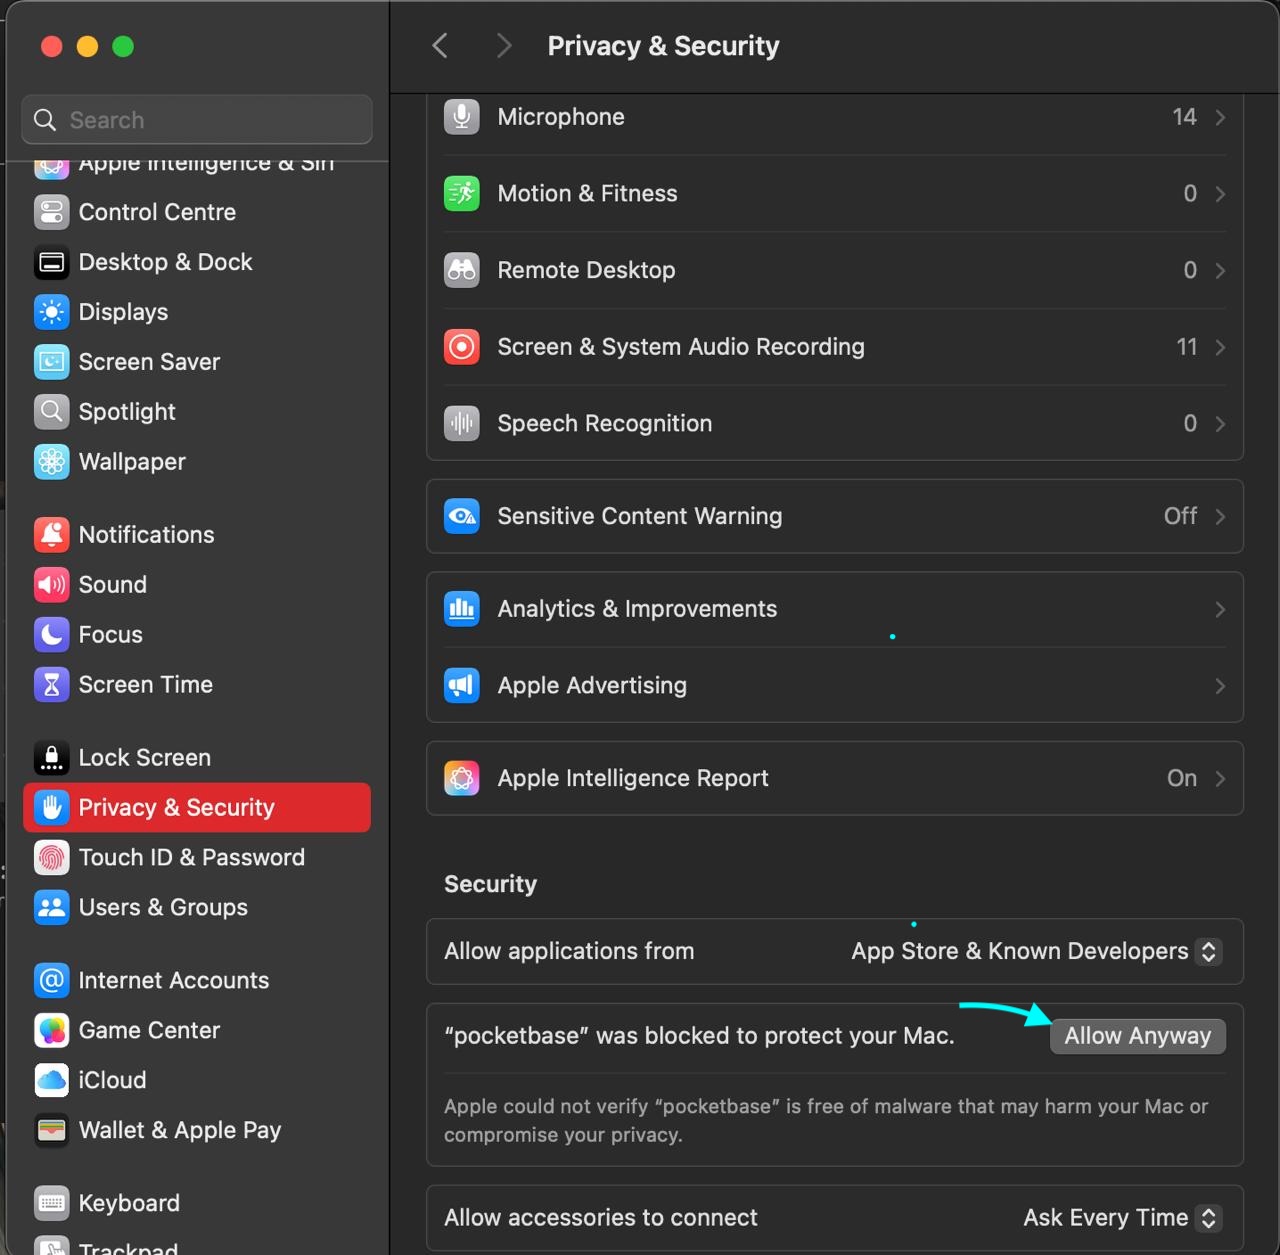 Privacy & Security
Search
Apple Intelligence & Siri
Control Centre
Desktop & Dock
Displays
Screen Saver
Spotlight
Wallpaper
Notifications
Sound
Focus
Screen Time
Lock Screen
Privacy & Security
Touch ID & Password
Users & Groups
Internet Accounts
Game Center
iCloud
Wallet & Apple Pay
Keyboard
Trackpad
Microphone 14
Motion & Fitness 0
Remote Desktop 0
Screen & System Audio Recording 11
Speech Recognition 0
Sensitive Content Warning Off
Analytics & Improvements
Apple Advertising
Apple Intelligence Report On
Security
Allow applications from App Store & Known Developers
“pocketbase” was blocked to protect your Mac. Allow Anyway
Apple could not verify “pocketbase” is free of malware that may harm your Mac or
compromise your privacy.
Allow accessories to connect Ask Every Time